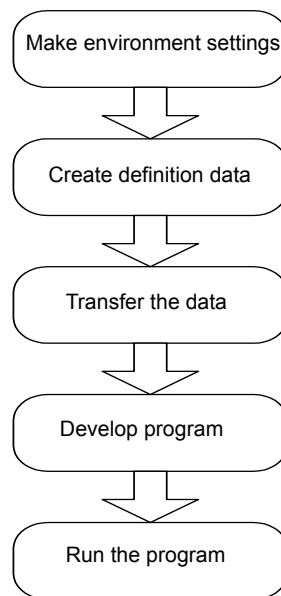 Make environment settings
Create definition data
Transfer the data
Develop program
Run the program